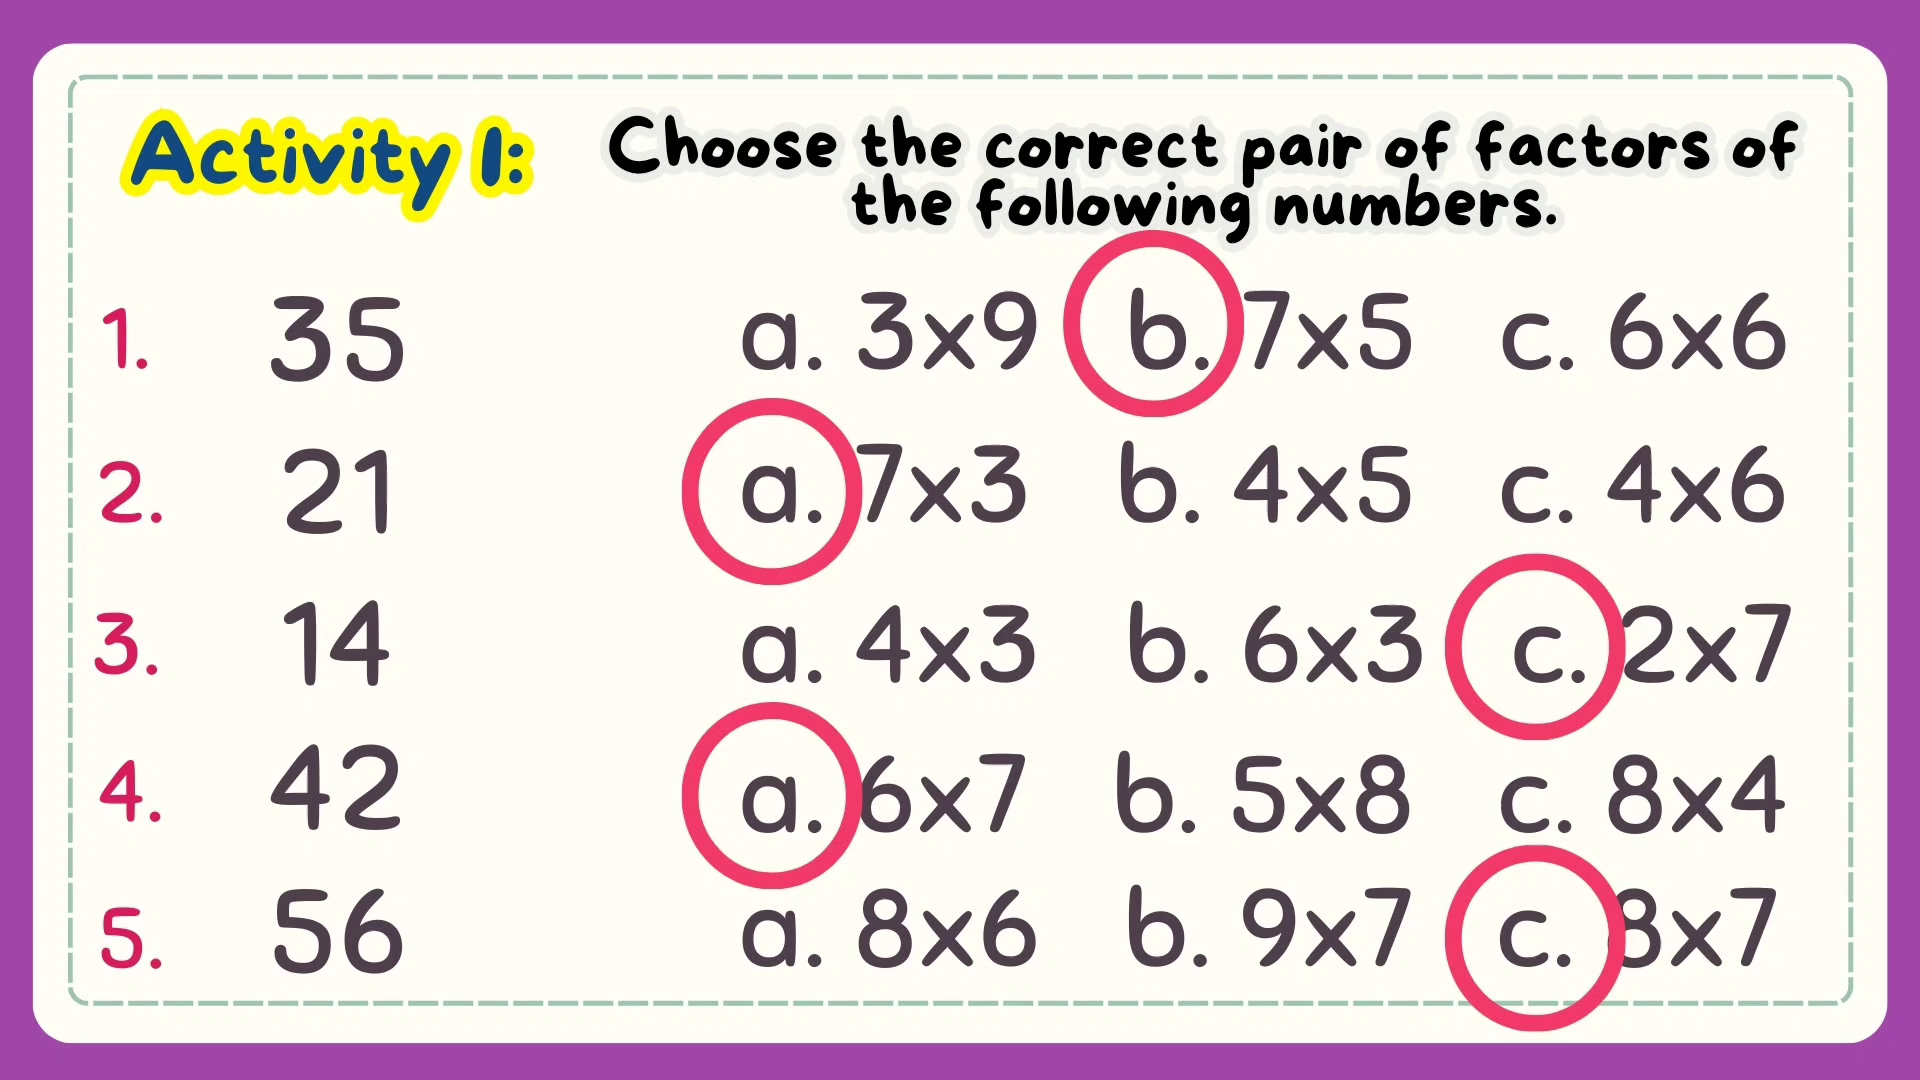 Activity 1: Choose the correct pair of factors of
the following numbers.
1. 35 a. 3x9 b. 7x5 c. 6x6
2. 21 a. 7x3 b. 4x5 c. 4x6
3. 14 a. 4x3 b. 6x3 c. 2x7
4. 42 a. 6x7 b. 5x8 c. 8x4
5. 56 a. 8x6 b. 9x7 c. 8x7